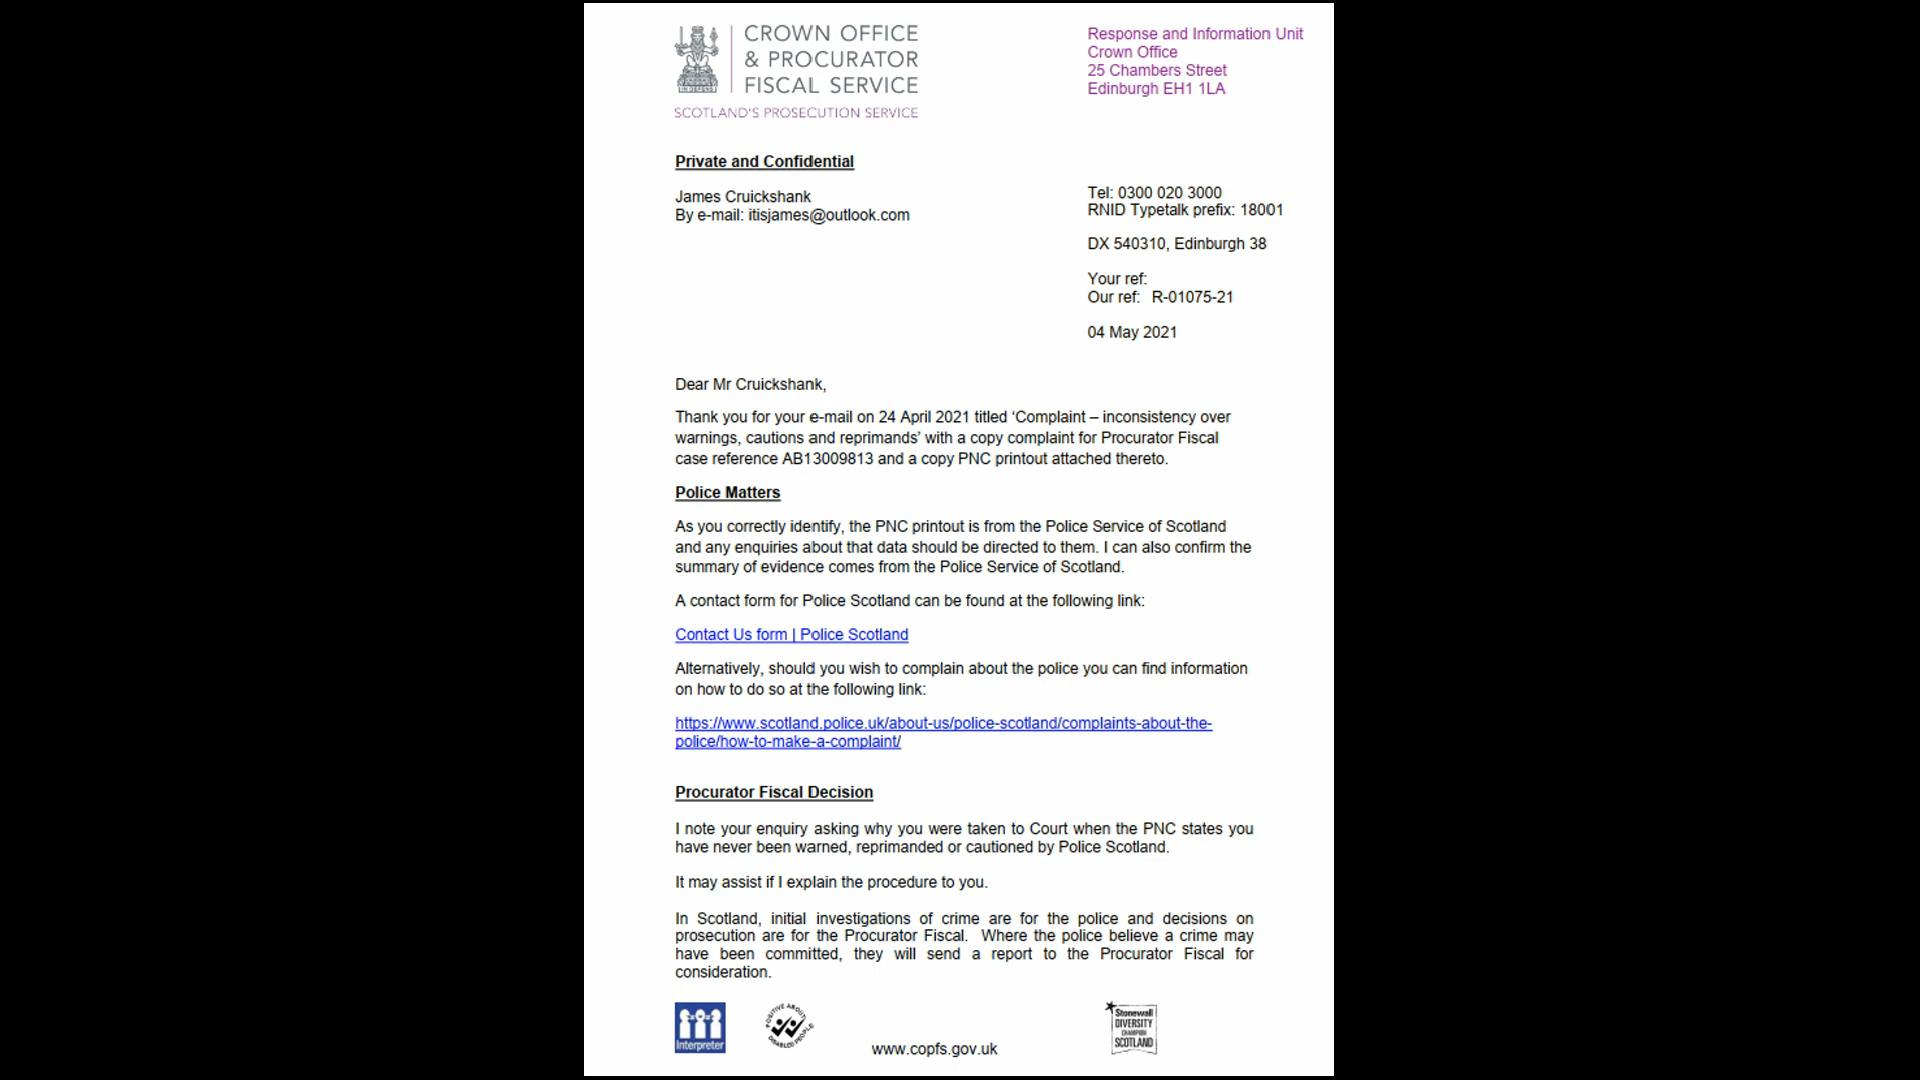 CROWN OFFICE
& PROCURATOR
FISCAL SERVICE
IN DEFENS
SCOTLAND'S PROSECUTION SERVICE
Response and Information Unit
Crown Office
25 Chambers Street
Edinburgh EH1 1LA
Private and Confidential
James Cruickshank
By e-mail: itisjames@outlook.com
Tel: 0300 020 3000
RNID Typetalk prefix: 18001
DX 540310, Edinburgh 38
Your ref:
Our ref: R-01075-21
04 May 2021
Dear Mr Cruickshank,
Thank you for your e-mail on 24 April 2021 titled ‘Complaint – inconsistency over
warnings, cautions and reprimands’ with a copy complaint for Procurator Fiscal
case reference AB13009813 and a copy PNC printout attached thereto.
Police Matters
As you correctly identify, the PNC printout is from the Police Service of Scotland
and any enquiries about that data should be directed to them. I can also confirm the
summary of evidence comes from the Police Service of Scotland.
A contact form for Police Scotland can be found at the following link:
Contact Us form | Police Scotland
Alternatively, should you wish to complain about the police you can find information
on how to do so at the following link:
https://www.scotland.police.uk/about-us/police-scotland/complaints-about-the-
police/how-to-make-a-complaint/
Procurator Fiscal Decision
I note your enquiry asking why you were taken to Court when the PNC states you
have never been warned, reprimanded or cautioned by Police Scotland.
It may assist if I explain the procedure to you.
In Scotland, initial investigations of crime are for the police and decisions on
prosecution are for the Procurator Fiscal. Where the police believe a crime may
have been committed, they will send a report to the Procurator Fiscal for
consideration.
Interpreter
POSITIVE ABOUT
DISABLED PEOPLE
www.copfs.gov.uk
Stonewall
DIVERSITY
CHAMPION
SCOTLAND